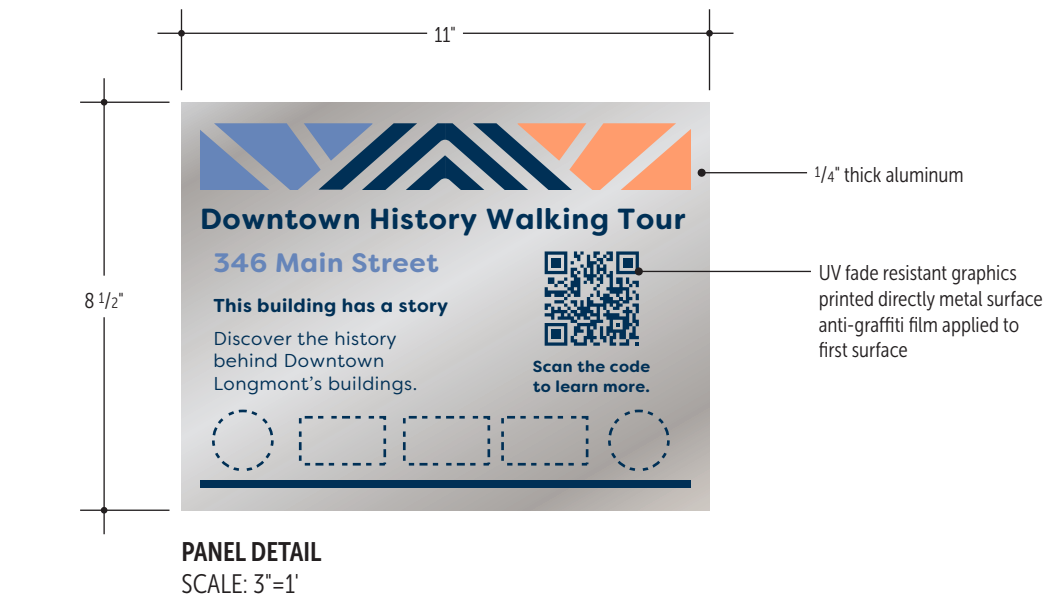 11"
8 1/2"
Downtown History Walking Tour
346 Main Street
This building has a story
Discover the history
behind Downtown
Longmont’s buildings.
Scan the code
to learn more.
1/4" thick aluminum
UV fade resistant graphics
printed directly metal surface
anti-graffiti film applied to
first surface
PANEL DETAIL
SCALE: 3"=1'